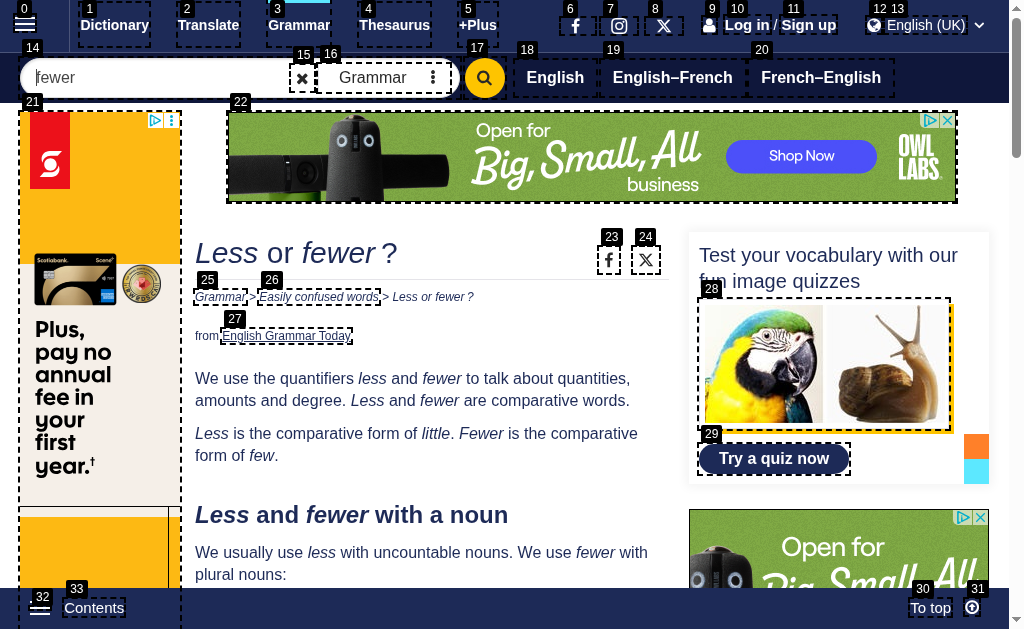 0 1 2 3 4 5 6 7 8 9 10 11 12 13
Dictionary Translate Grammar Thesaurus +Plus Log in / Sign up English (UK)
14 15 16 17 18 19 20
fewer Grammar English English–French French–English
21 22
Open for
Big, Small, All
business
Shop Now
OWL
LABS
Less or fewer ?
23 24
25 26
Grammar > Easily confused words > Less or fewer ?
27
from English Grammar Today
We use the quantifiers less and fewer to talk about quantities,
amounts and degree. Less and fewer are comparative words.
Less is the comparative form of little. Fewer is the comparative
form of few.
Less and fewer with a noun
We usually use less with uncountable nouns. We use fewer with
plural nouns:
Scotiabank. Scene+
Plus,
pay no
annual
fee in
your
first
year.†
Test your vocabulary with our
fun image quizzes
28
29
Try a quiz now
Open for
Big, Small, All
32 33 30 31
Contents To top